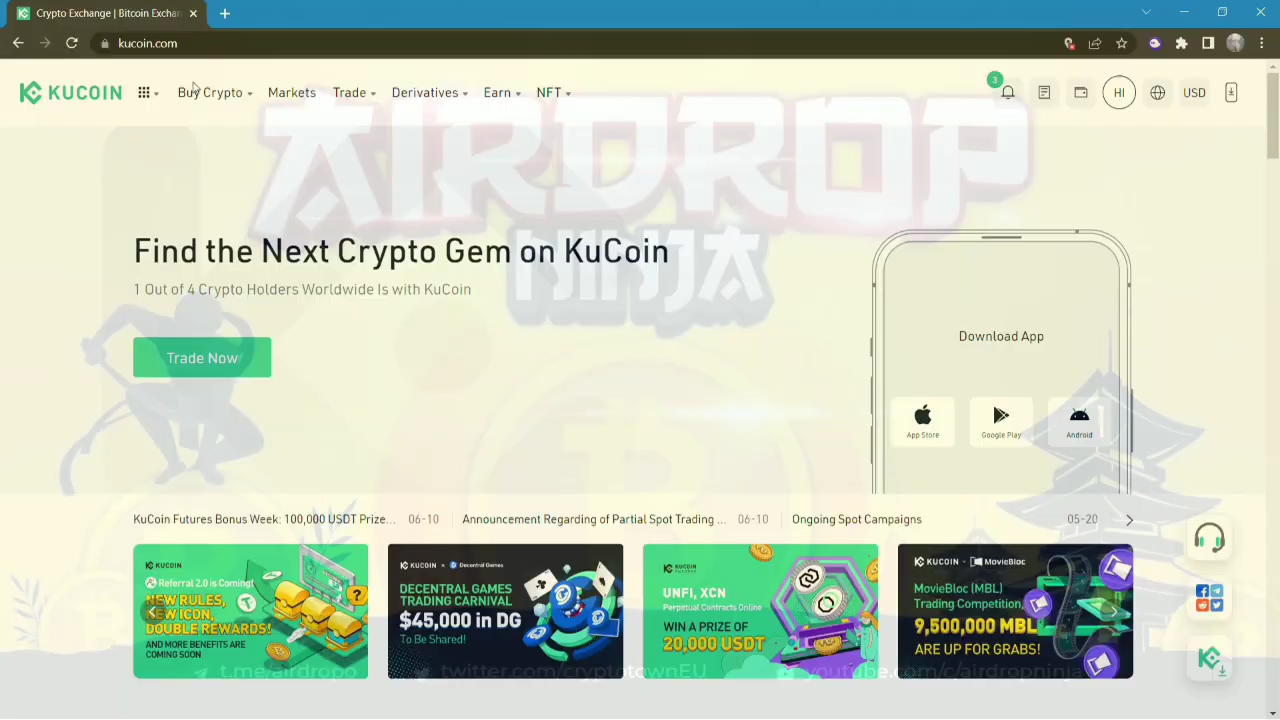 Crypto Exchange | Bitcoin Exchan
kucoin.com
KUCOIN
Buy Crypto
Markets
Trade
Derivatives
Earn
NFT
3
HI
USD
AIRDROP
NINJA
Find the Next Crypto Gem on KuCoin
1 Out of 4 Crypto Holders Worldwide Is with KuCoin
Trade Now
Download App
App Store
Google Play
Android
KuCoin Futures Bonus Week: 100,000 USDT Prize... 06-10
Announcement Regarding of Partial Spot Trading ... 06-10
Ongoing Spot Campaigns 05-20
KUCOIN
Referral 2.0 is Coming!
NEW RULES,
NEW ICON,
DOUBLE REWARDS!
AND MORE BENEFITS ARE
COMING SOON
KUCOIN x Decentral Games
DECENTRAL GAMES
TRADING CARNIVAL
$45,000 in DG
To Be Shared!
KUCOIN
UNFI, XCN
Perpetual Contracts Online
WIN A PRIZE OF
20,000 USDT
KUCOIN · MovieBloc
MovieBloc (MBL)
Trading Competition,
9,500,000 MBL
ARE UP FOR GRABS!
t.me/airdropo
twitter.com/cryptotownEU
youtube.com/c/airdropninja